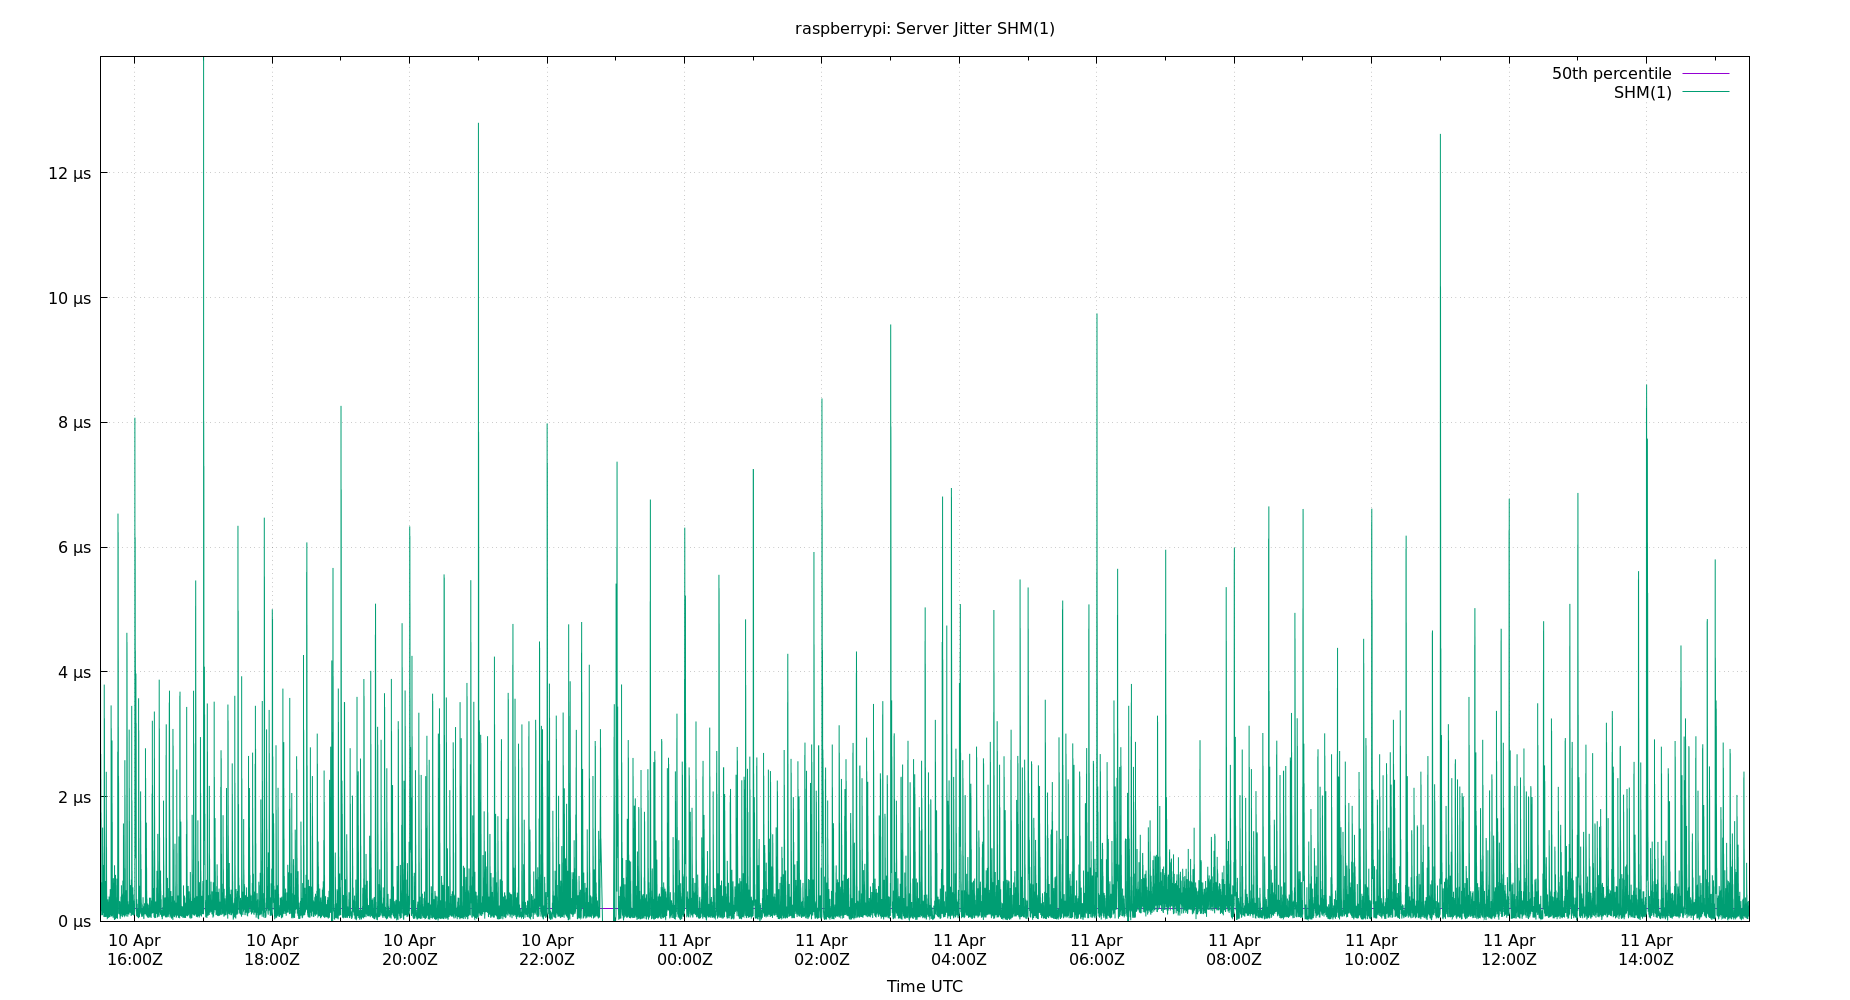 raspberrypi: Server Jitter SHM(1)
50th percentile
SHM(1)
12 µs
10 µs
8 µs
6 µs
4 µs
2 µs
0 µs
10 Apr 10 Apr 10 Apr 10 Apr 11 Apr 11 Apr 11 Apr 11 Apr 11 Apr 11 Apr 11 Apr 11 Apr
16:00Z 18:00Z 20:00Z 22:00Z 00:00Z 02:00Z 04:00Z 06:00Z 08:00Z 10:00Z 12:00Z 14:00Z
Time UTC